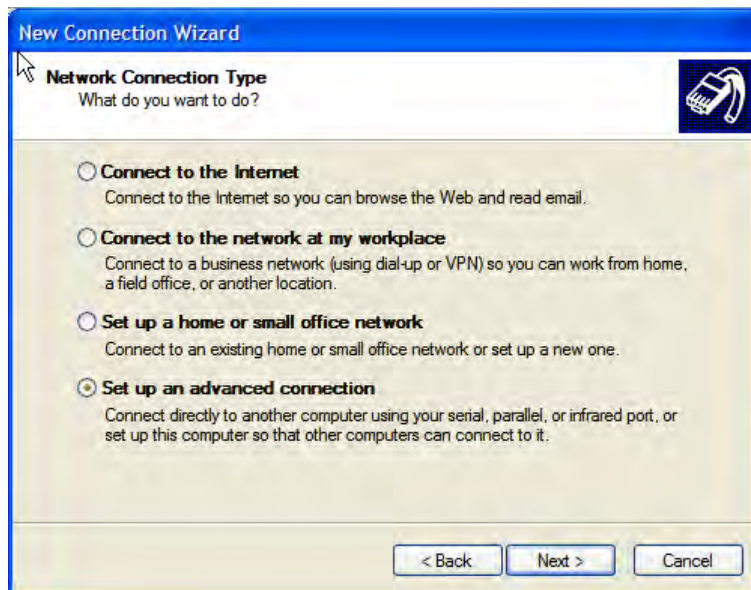 New Connection Wizard
Network Connection Type
What do you want to do?
Connect to the Internet
Connect to the Internet so you can browse the Web and read email.
Connect to the network at my workplace
Connect to a business network (using dial-up or VPN) so you can work from home,
a field office, or another location.
Set up a home or small office network
Connect to an existing home or small office network or set up a new one.
Set up an advanced connection
Connect directly to another computer using your serial, parallel, or infrared port, or
set up this computer so that other computers can connect to it.
< Back Next > Cancel